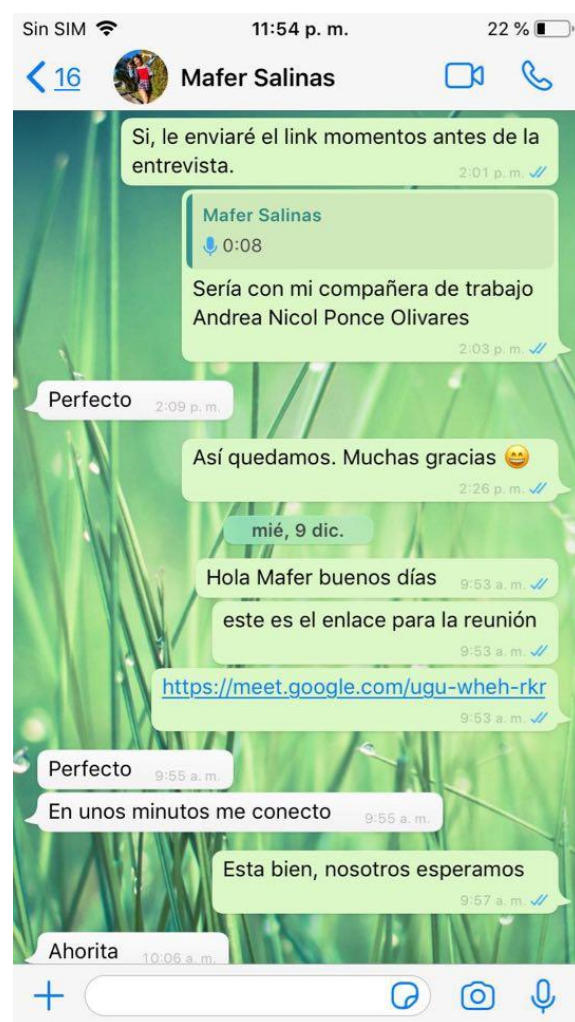 Sin SIM
11:54 p. m.
22 %
16
Mafer Salinas
Si, le enviaré el link momentos antes de la
entrevista.
2:01 p. m.
Mafer Salinas
0:08
Sería con mi compañera de trabajo
Andrea Nicol Ponce Olivares
2:03 p. m.
Perfecto
2:09 p. m.
Así quedamos. Muchas gracias 😄
2:26 p. m.
mié, 9 dic.
Hola Mafer buenos días
9:53 a. m.
este es el enlace para la reunión
9:53 a. m.
https://meet.google.com/ugu-wheh-rkr
9:53 a. m.
Perfecto
9:55 a. m.
En unos minutos me conecto
9:55 a. m.
Esta bien, nosotros esperamos
9:57 a. m.
Ahorita
10:06 a. m.